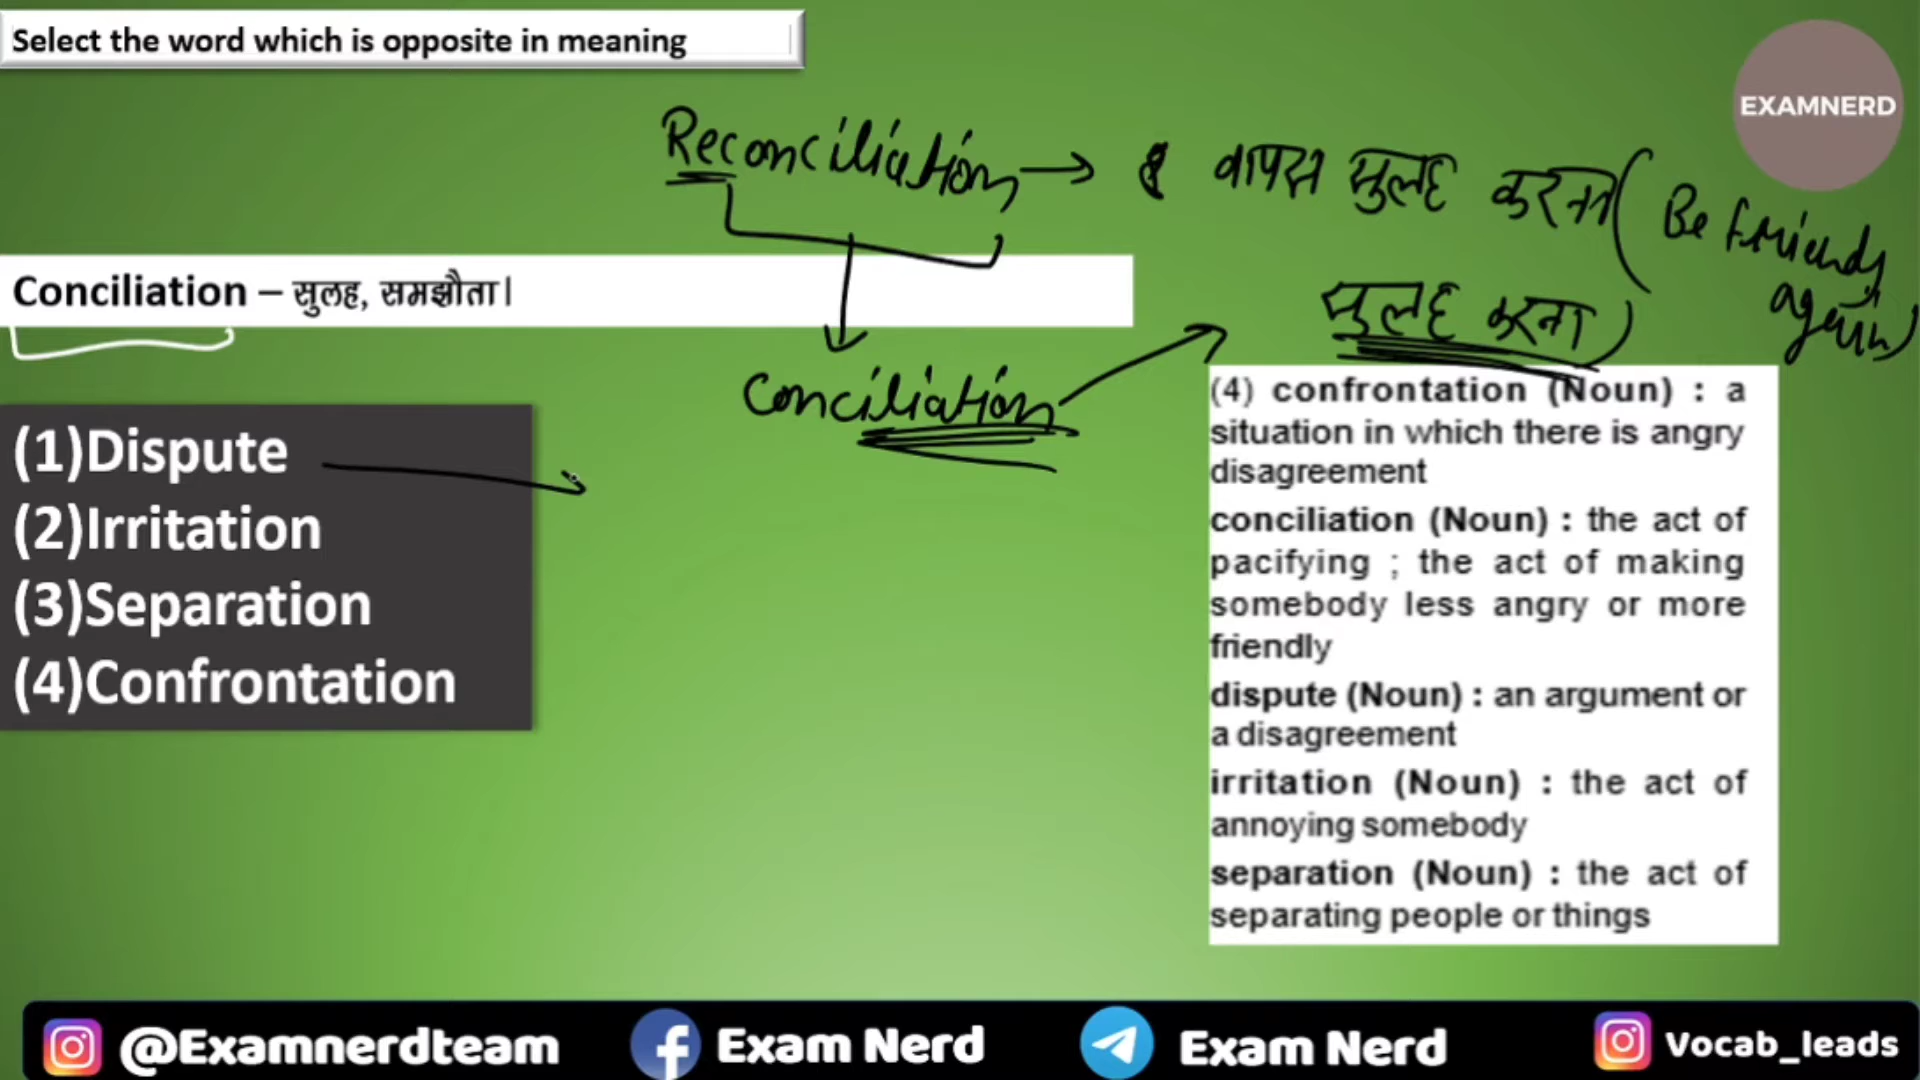 Select the word which is opposite in meaning
EXAMNERD
Reconciliation → वापस सुलह करना (Be friends again)
Conciliation – सुलह, समझौता।
सुलह करना)
Conciliation
(1)Dispute
(2)Irritation
(3)Separation
(4)Confrontation
(4) confrontation (Noun) : a
situation in which there is angry
disagreement
conciliation (Noun) : the act of
pacifying ; the act of making
somebody less angry or more
friendly
dispute (Noun) : an argument or
a disagreement
irritation (Noun) : the act of
annoying somebody
separation (Noun) : the act of
separating people or things
@Examnerdteam
Exam Nerd
Exam Nerd
Vocab_leads